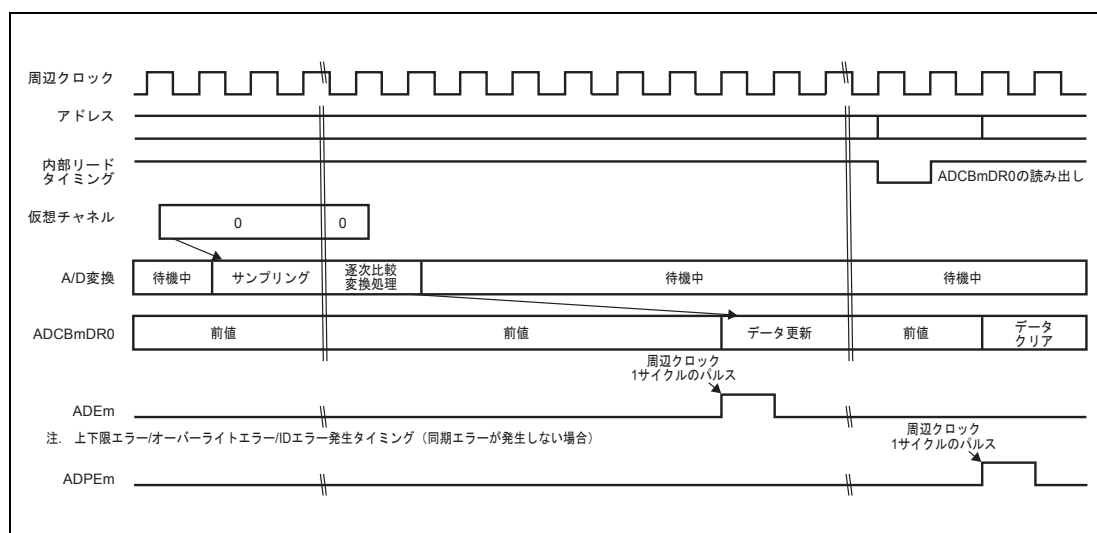 周辺クロック
アドレス
内部リード
タイミング
ADCBmDR0の読み出し
仮想チャネル
0
0
A/D変換
待機中
サンプリング
逐次比較
変換処理
待機中
待機中
ADCBmDR0
前値
前値
データ更新
前値
データ
クリア
周辺クロック
1サイクルのパルス
ADEm
注. 上下限エラー/オーバーライトエラー/IDエラー発生タイミング（同期エラーが発生しない場合）
周辺クロック
1サイクルのパルス
ADPEm